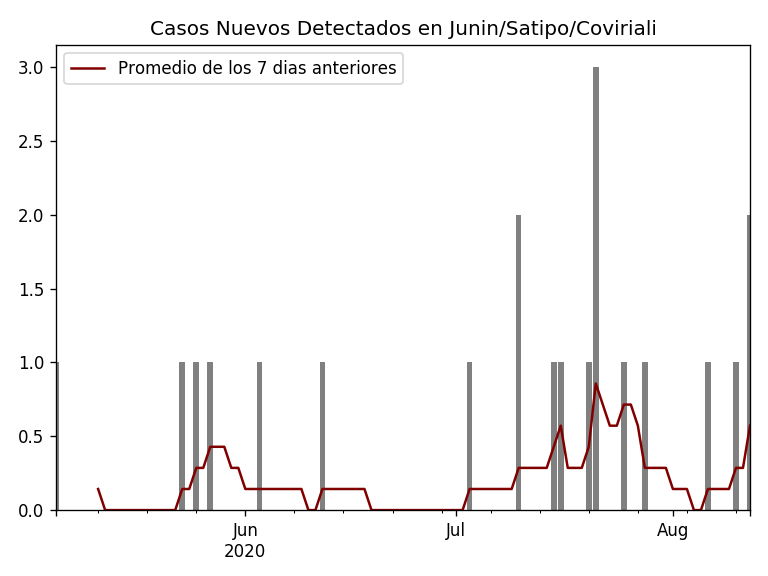 Casos Nuevos Detectados en Junin/Satipo/Coviriali
Promedio de los 7 dias anteriores
3.0
2.5
2.0
1.5
1.0
0.5
0.0
Jun
2020
Jul
Aug